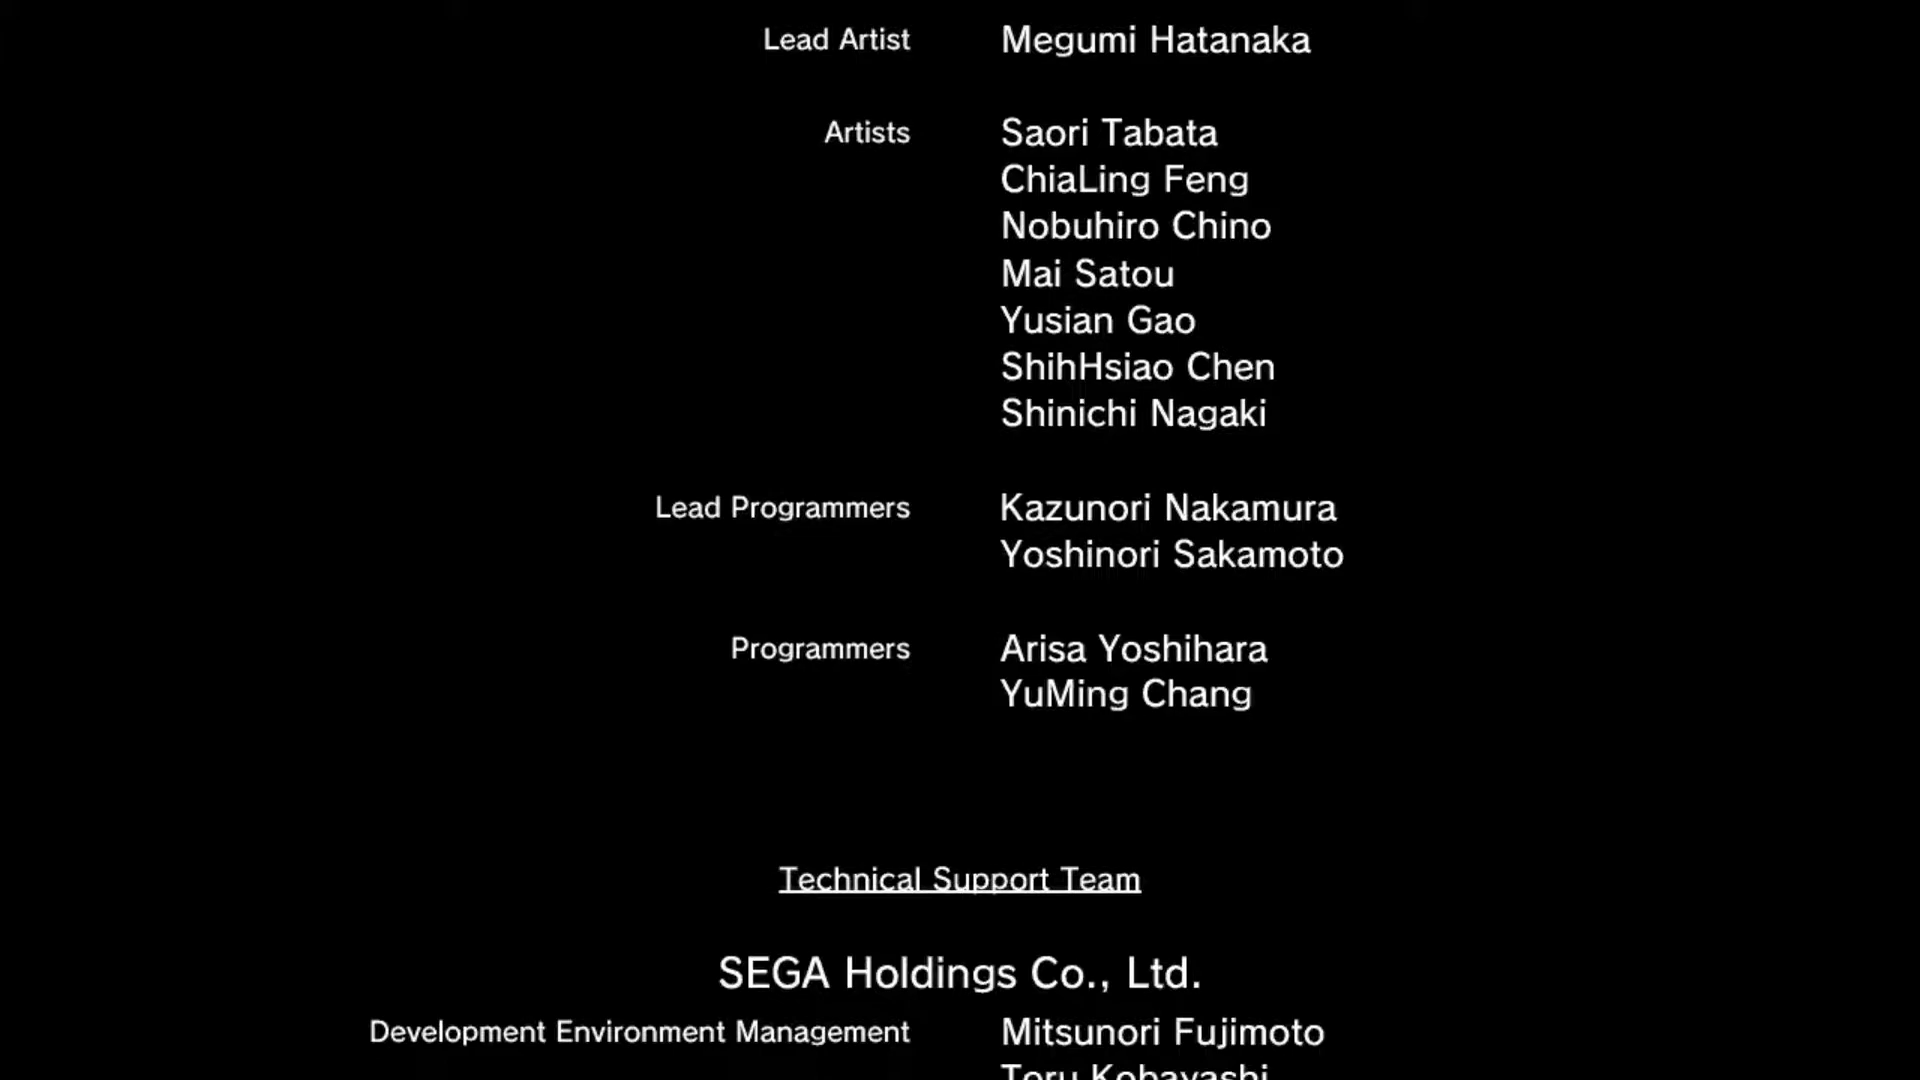 Lead Artist Megumi Hatanaka
Artists Saori Tabata
ChiaLing Feng
Nobuhiro Chino
Mai Satou
Yusian Gao
ShihHsiao Chen
Shinichi Nagaki
Lead Programmers Kazunori Nakamura
Yoshinori Sakamoto
Programmers Arisa Yoshihara
YuMing Chang
Technical Support Team
SEGA Holdings Co., Ltd.
Development Environment Management Mitsunori Fujimoto
Toru Kobayashi